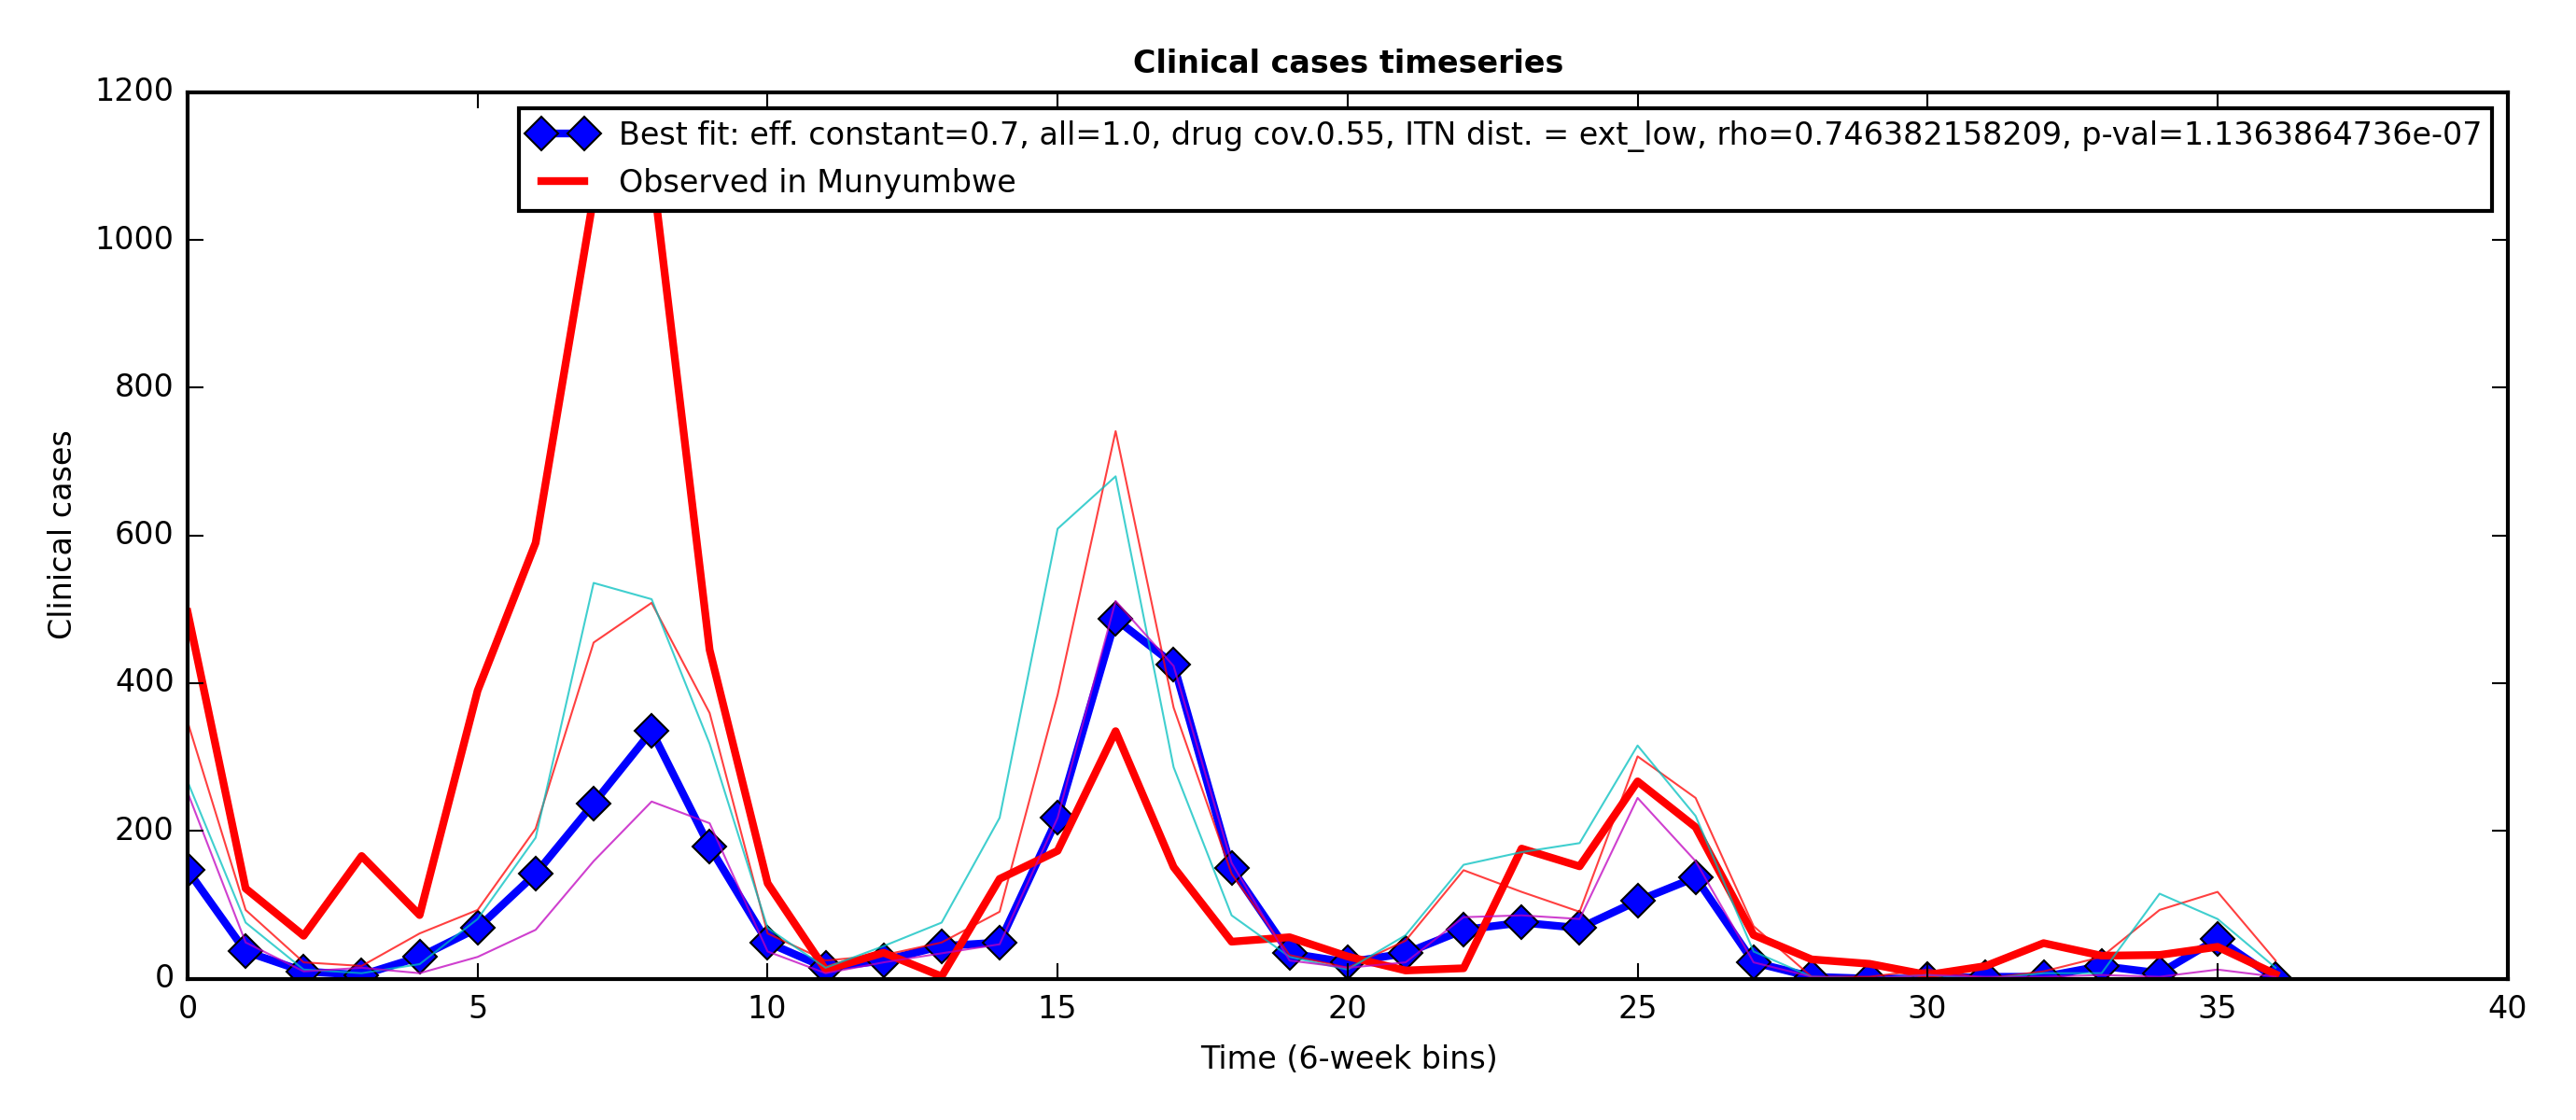 Clinical cases timeseries
Best fit: eff. constant=0.7, all=1.0, drug cov.0.55, ITN dist. = ext_low, rho=0.746382158209, p-val=1.1363864736e-07
Observed in Munyumbwe
1200
1000
800
600
400
200
0
Clinical cases
0 5 10 15 20 25 30 35 40
Time (6-week bins)